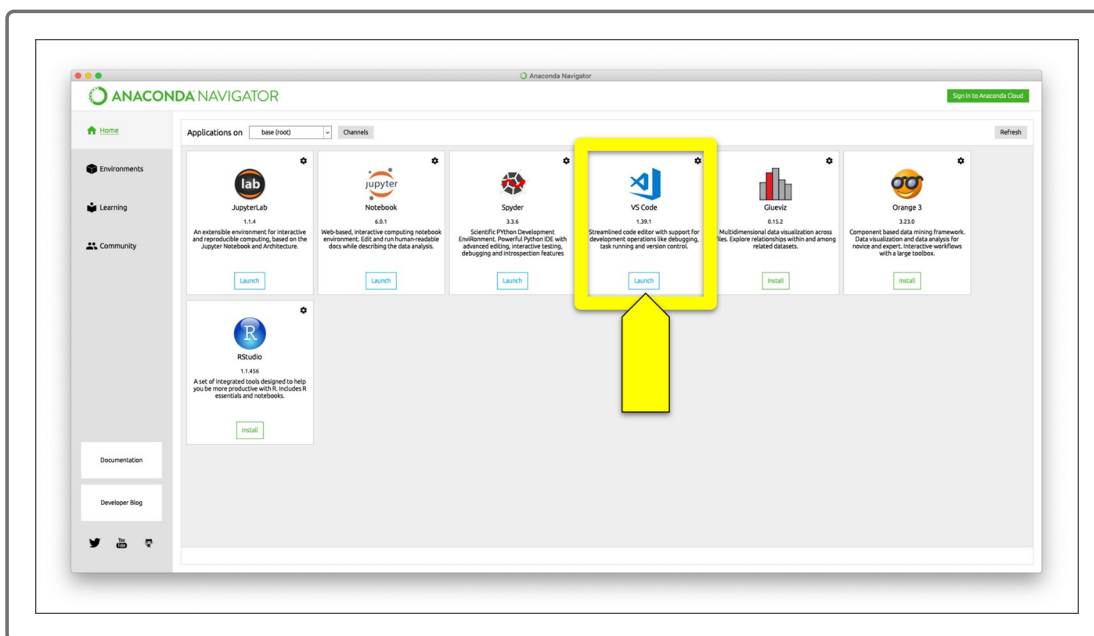 Anaconda Navigator
ANACONDA NAVIGATOR
Sign in to Anaconda Cloud
Home
Environments
Learning
Community
Documentation
Developer Blog
You
Tube
Applications on
base (root)
Channels
Refresh
lab
JupyterLab
1.1.4
An extensible environment for interactive
and reproducible computing, based on the
Jupyter Notebook and Architecture.
Launch
jupyter
Notebook
6.0.1
Web-based, interactive computing notebook
environment. Edit and run human-readable
docs while describing the data analysis.
Launch
Spyder
3.3.6
Scientific PYthon Development
EnviRonment. Powerful Python IDE with
advanced editing, interactive testing,
debugging and introspection features
Launch
VS Code
1.39.1
Streamlined code editor with support for
development operations like debugging,
task running and version control.
Launch
Glueviz
0.15.2
Multidimensional data visualization across
files. Explore relationships within and among
related datasets.
Install
Orange 3
3.23.0
Component based data mining framework.
Data visualization and data analysis for
novice and expert. Interactive workflows
with a large toolbox.
Install
R
RStudio
1.1.456
A set of integrated tools designed to help
you be more productive with R. Includes R
essentials and notebooks.
Install